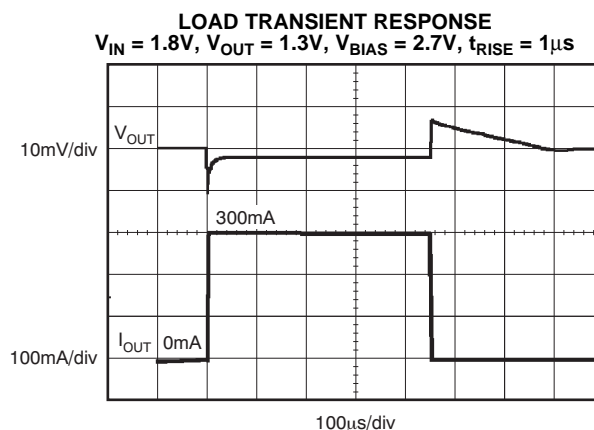 LOAD TRANSIENT RESPONSE
V_IN = 1.8V, V_OUT = 1.3V, V_BIAS = 2.7V, t_RISE = 1μs
V_OUT
10mV/div
300mA
I_OUT 0mA
100mA/div
100μs/div